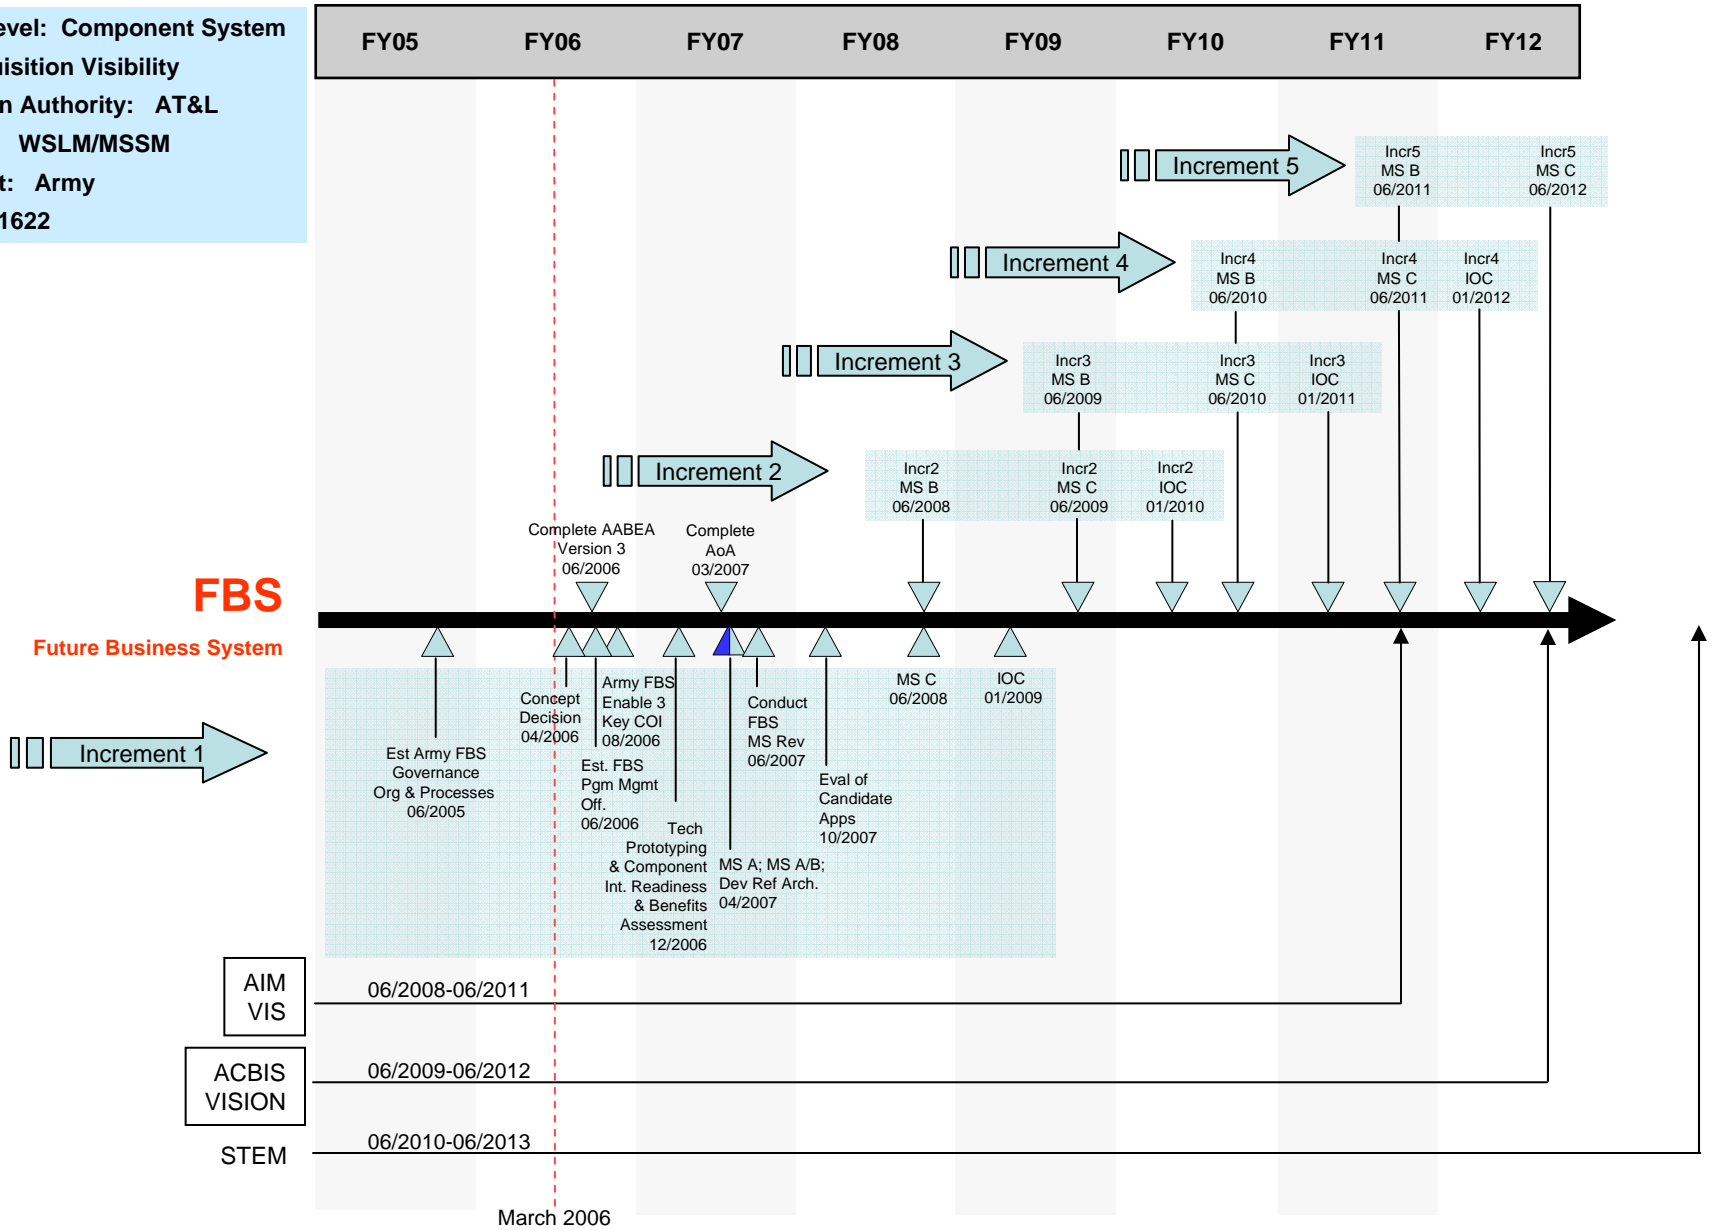 evel: Component System
uisition Visibility
n Authority: AT&L
WSLM/MSSM
t: Army
1622
FY05 FY06 FY07 FY08 FY09 FY10 FY11 FY12
Increment 5
Incr5
MS B
06/2011
Incr5
MS C
06/2012
Increment 4
Incr4
MS B
06/2010
Incr4
MS C
06/2011
Incr4
IOC
01/2012
Increment 3
Incr3
MS B
06/2009
Incr3
MS C
06/2010
Incr3
IOC
01/2011
Increment 2
Incr2
MS B
06/2008
Incr2
MS C
06/2009
Incr2
IOC
01/2010
Complete AABEA
Version 3
06/2006
Complete
AoA
03/2007
FBS
Future Business System
Increment 1
Est Army FBS
Governance
Org & Processes
06/2005
Concept
Decision
04/2006
Army FBS
Enable 3
Key COI
08/2006
Est. FBS
Pgm Mgmt
Off.
06/2006
Tech
Prototyping
& Component
Int. Readiness
& Benefits
Assessment
12/2006
MS A; MS A/B;
Dev Ref Arch.
04/2007
Conduct
FBS
MS Rev
06/2007
Eval of
Candidate
Apps
10/2007
MS C
06/2008
IOC
01/2009
AIM
VIS
06/2008-06/2011
ACBIS
VISION
06/2009-06/2012
STEM
06/2010-06/2013
March 2006